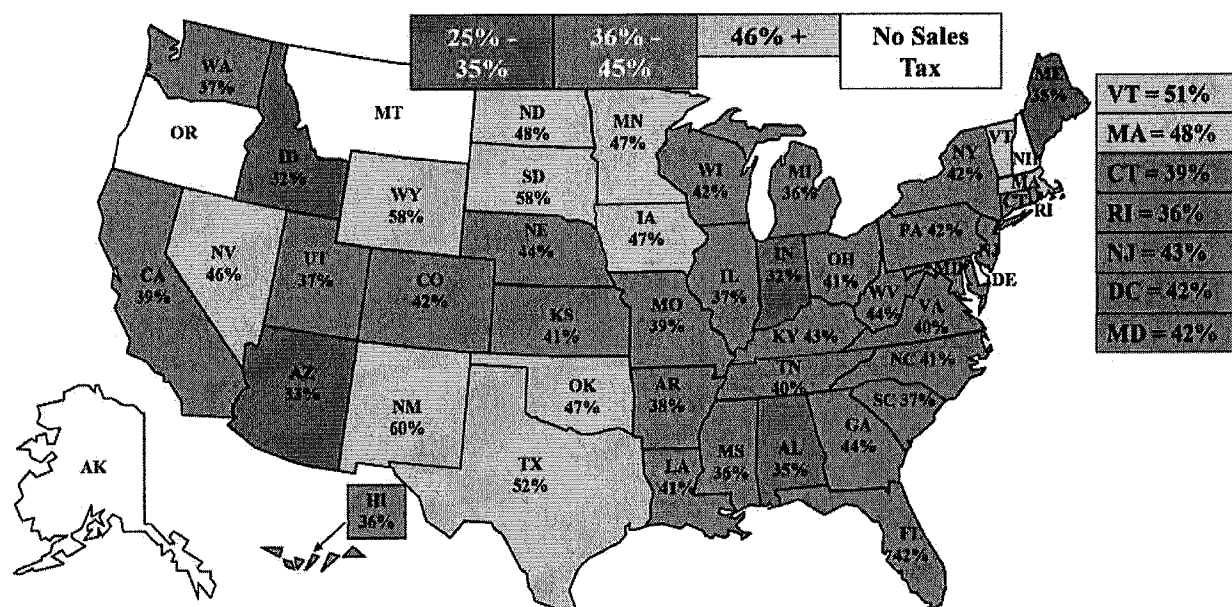 25% -
35%
36% -
45%
46% +
No Sales
Tax
WA
37%
OR
MT
ID
32%
WY
58%
ND
48%
SD
58%
MN
47%
IA
47%
NE
44%
WI
42%
MI
36%
NY
42%
VT
NH
ME
MA
CT
RI
PA 42%
NJ
MD
DE
NV
46%
CA
39%
UT
37%
CO
42%
KS
41%
MO
39%
IL
37%
IN
32%
OH
41%
WV
44%
VA
40%
KY 43%
NC 41%
TN
40%
SC 37%
AZ
33%
NM
60%
OK
47%
AR
38%
TX
52%
LA
41%
MS
36%
AL
35%
GA
44%
FL
42%
AK
HI
36%
VT = 51%
MA = 48%
CT = 39%
RI = 36%
NJ = 43%
DC = 42%
MD = 42%